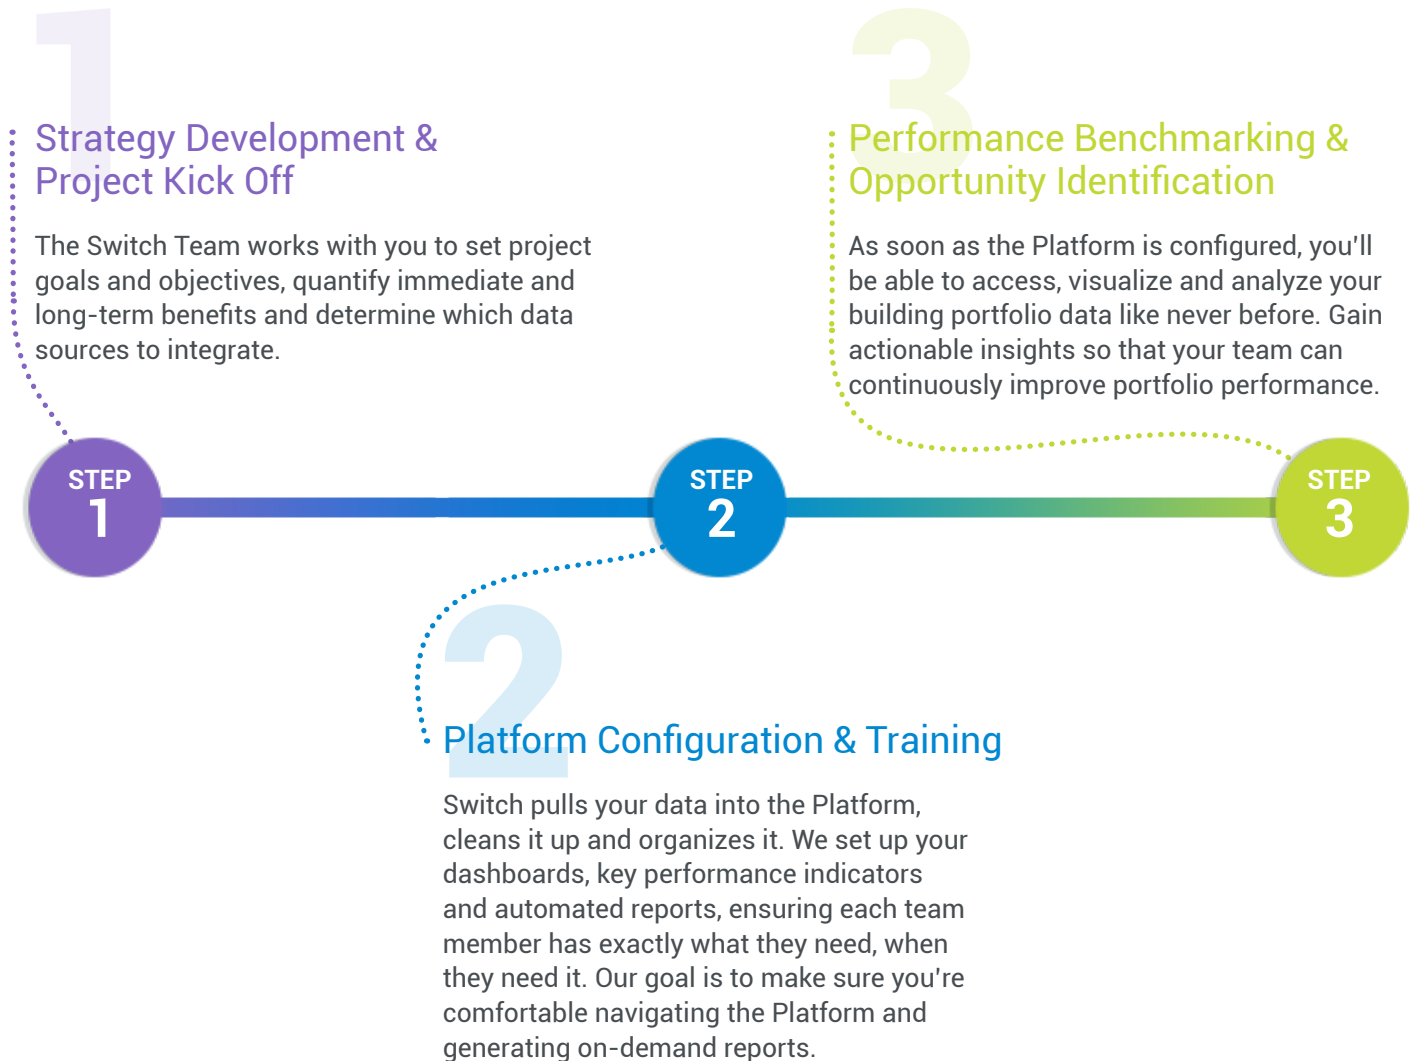 1
Strategy Development &
Project Kick Off
The Switch Team works with you to set project
goals and objectives, quantify immediate and
long-term benefits and determine which data
sources to integrate.
3
Performance Benchmarking &
Opportunity Identification
As soon as the Platform is configured, you'll
be able to access, visualize and analyze your
building portfolio data like never before. Gain
actionable insights so that your team can
continuously improve portfolio performance.
STEP
1
STEP
2
STEP
3
2
Platform Configuration & Training
Switch pulls your data into the Platform,
cleans it up and organizes it. We set up your
dashboards, key performance indicators
and automated reports, ensuring each team
member has exactly what they need, when
they need it. Our goal is to make sure you're
comfortable navigating the Platform and
generating on-demand reports.